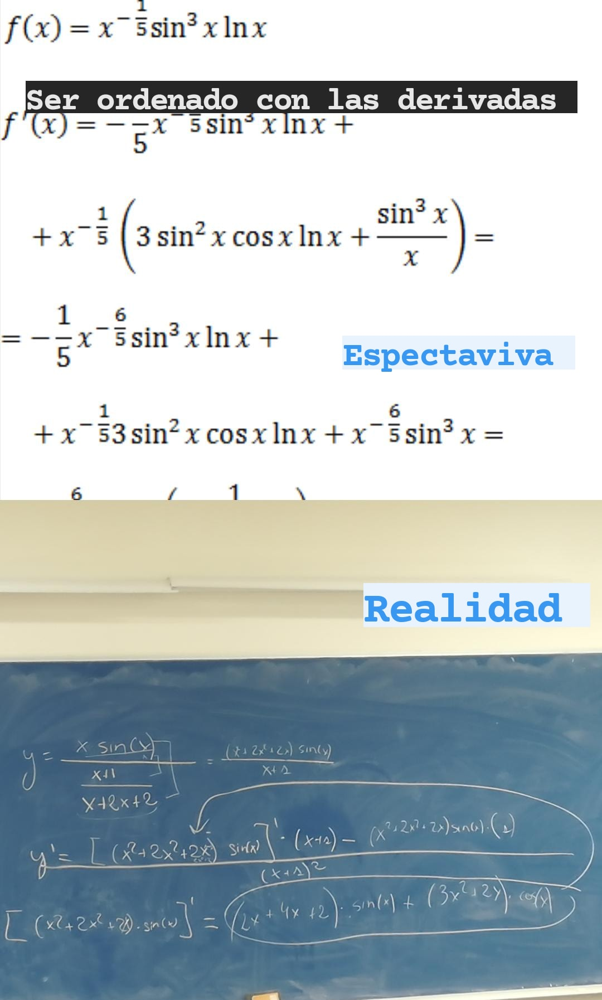 f(x) = x^{-1/5} sin³ x ln x
Ser ordenado con las derivadas
f'(x) = − /5 x^{- /5} sin³ x ln x +
+ x^{-1/5} (3 sin² x cos x ln x + sin³ x / x) =
= − 1/5 x^{-6/5} sin³ x ln x +
Espectaviva
+ x^{-1/5} 3 sin² x cos x ln x + x^{-6/5} sin³ x =
6 ( 1 )
Realidad
y = x sin(x) / (x+1 / x+2x+2) = (x+2x²+2x) sin(x) / x+1
y' = [(x²+2x²+2x) sin(x)]' · (x+1) − (x²+2x²+2x) sin(x) · (1) / (x+1)²
[(x²+2x²+2x) · sin(x)]' = (2x + 4x + 2) · sin(x) + (3x²+2x) · cos(x)